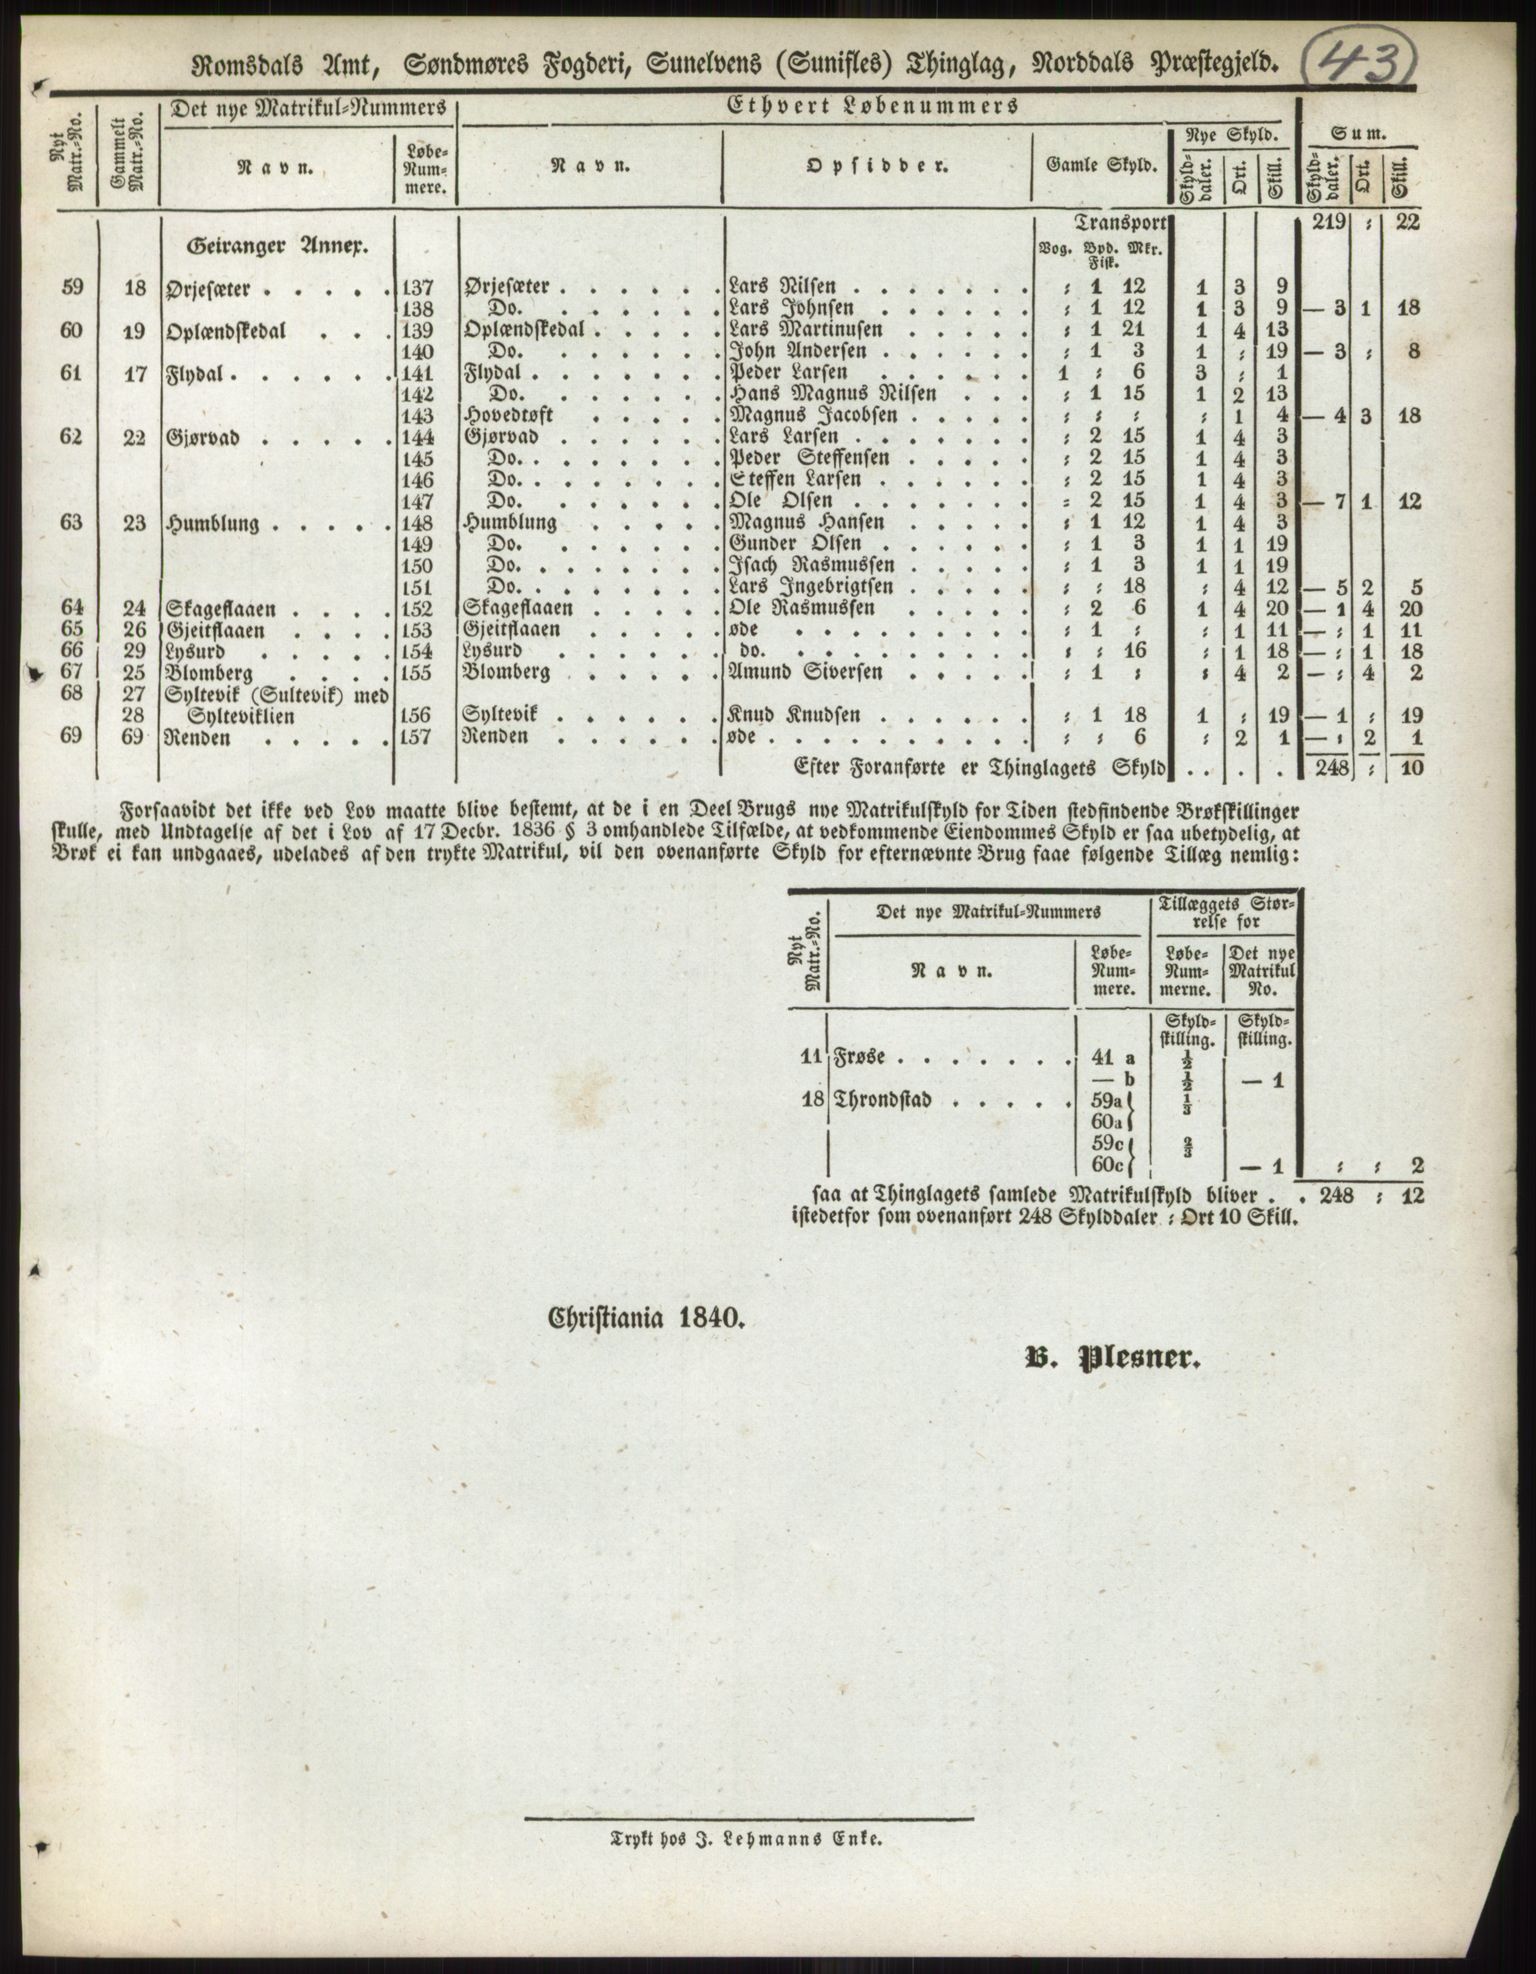 Romsdals Amt, Søndmøres Fogderi, Sunelvens (Sunifles) Thinglag, Norddals Præstegjeld. 43
Nyt Matr.-No. | Gammelt Matr.-No. | Det nye Matrikul-Nummers | Ethvert Løbenummers
Navn. | Løbe-Num-mere. | Navn. | Opsidder. | Gamle Skyld. | Nye Skyld. | Sum.
Skyld-daler. | Ort. | Skill. | Skyld-daler. | Ort. | Skill.
Transport 219 : 22
Geiranger Annex. Vog. Bpd. Mkr.
Fisk.
59 18 Ørjesæter . . . . . 137 Ørjesæter . . . . . . Lars Nilsen . . . . . . . : 1 12 1 3 9
138 Do. . . . . . . Lars Johnsen . . . . . . : 1 12 1 3 9 — 3 1 18
60 19 Oplændskedal . . . 139 Oplændskedal . . . . . Lars Martinusen . . . . . : 1 21 1 4 13
140 Do. . . . . . . John Andersen . . . . . . : 1 3 1 : 19 — 3 : 8
61 17 Flydal . . . . . . 141 Flydal . . . . . . . Peder Larsen . . . . . . 1 : 6 3 : 1
142 Do. . . . . . . Hans Magnus Nilsen . . . : 1 15 1 2 13
143 Hovedtøft . . . . . Magnus Jacobsen . . . . . : : : : 1 4 — 4 3 18
62 22 Gjørvad . . . . . 144 Gjørvad . . . . . . Lars Larsen . . . . . . . : 2 15 1 4 3
145 Do. . . . . . . . Peder Steffensen . . . . . : 2 15 1 4 3
146 Do. . . . . . . . Steffen Larsen . . . . . . : 2 15 1 4 3
147 Do. . . . . . . Ole Olsen . . . . . . . = 2 15 1 4 3 — 7 1 12
63 23 Humblung . . . . . 148 Humblung . . . . . Magnus Hansen . . . . . : 1 12 1 4 3
149 Do. . . . . . . Gunder Olsen . . . . . . : 1 3 1 1 19
150 Do. . . . . . . . Isach Rasmussen . . . . . : 1 3 1 1 19
151 Do. . . . . . . Lars Ingebrigtsen . . . . . : : 18 : 4 12 — 5 2 5
64 24 Skageflaaen . . . . 152 Skageflaaen . . . . . Ole Rasmussen . . . . . : 2 6 1 4 20 — 1 4 20
65 26 Gjeitflaaen . . . . 153 Gjeitflaaen . . . . . øde . . . . . . . . . : 1 : : 1 11 — : 1 11
66 29 Lysurd . . . . . 154 Lysurd . . . . . . do. . . . . . . . . . : : 16 : 1 18 — : 1 18
67 25 Blomberg . . . . 155 Blomberg . . . . . Amund Siversen . . . . . : 1 : : 4 2 — : 4 2
68 27 Syltevik (Sultevik) med
28 Sylteviklien 156 Syltevik . . . . . . Knud Knudsen . . . . . . : 1 18 1 : 19 — 1 : 19
69 69 Renden . . . . . 157 Renden . . . . . . øde . . . . . . . . . . : : 6 : 2 1 — : 2 1
Efter Foranførte er Thinglagets Skyld . . . . 248 : 10
Forsaavidt det ikke ved Lov maatte blive bestemt, at de i en Deel Brugs nye Matrikulskyld for Tiden stedfindende Brøkskillinger
skulle, med Undtagelse af det i Lov af 17 Decbr. 1836 § 3 omhandlede Tilfælde, at vedkommende Eiendommes Skyld er saa ubetydelig, at
Brøk ei kan undgaaes, udelades af den trykte Matrikul, vil den ovenanførte Skyld for efternævnte Brug faae følgende Tillæg nemlig:
Nyt Matr.-No. | Det nye Matrikul-Nummers | Tillæggets Stør-relse for
Navn. | Løbe-Num-mere. | Løbe-Num-merne. | Det nye Matrikul No.
Skyld-skilling. | Skyld-skilling.
11 Frøse . . . . . . . 41 a ½
— b ½ — 1
18 Throndstad . . . . . 59a} ⅓
60a}
59c} ⅔
60c} — 1 : : 2
saa at Thinglagets samlede Matrikulskyld bliver . . 248 : 12
istedetfor som ovenanført 248 Skylddaler : Ort 10 Skill.
Christiania 1840.
B. Plesner.
Trykt hos J. Lehmanns Enke.